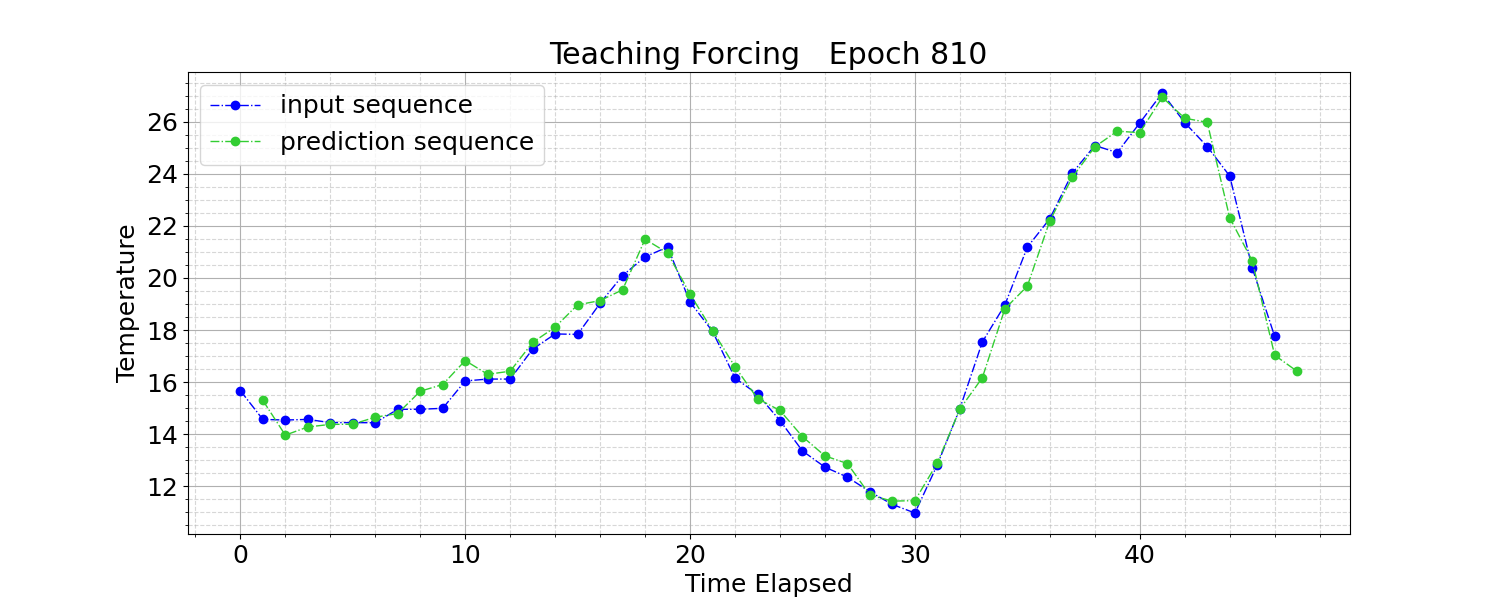 Teaching Forcing   Epoch 810
input sequence
prediction sequence
Temperature
26
24
22
20
18
16
14
12
0 10 20 30 40
Time Elapsed